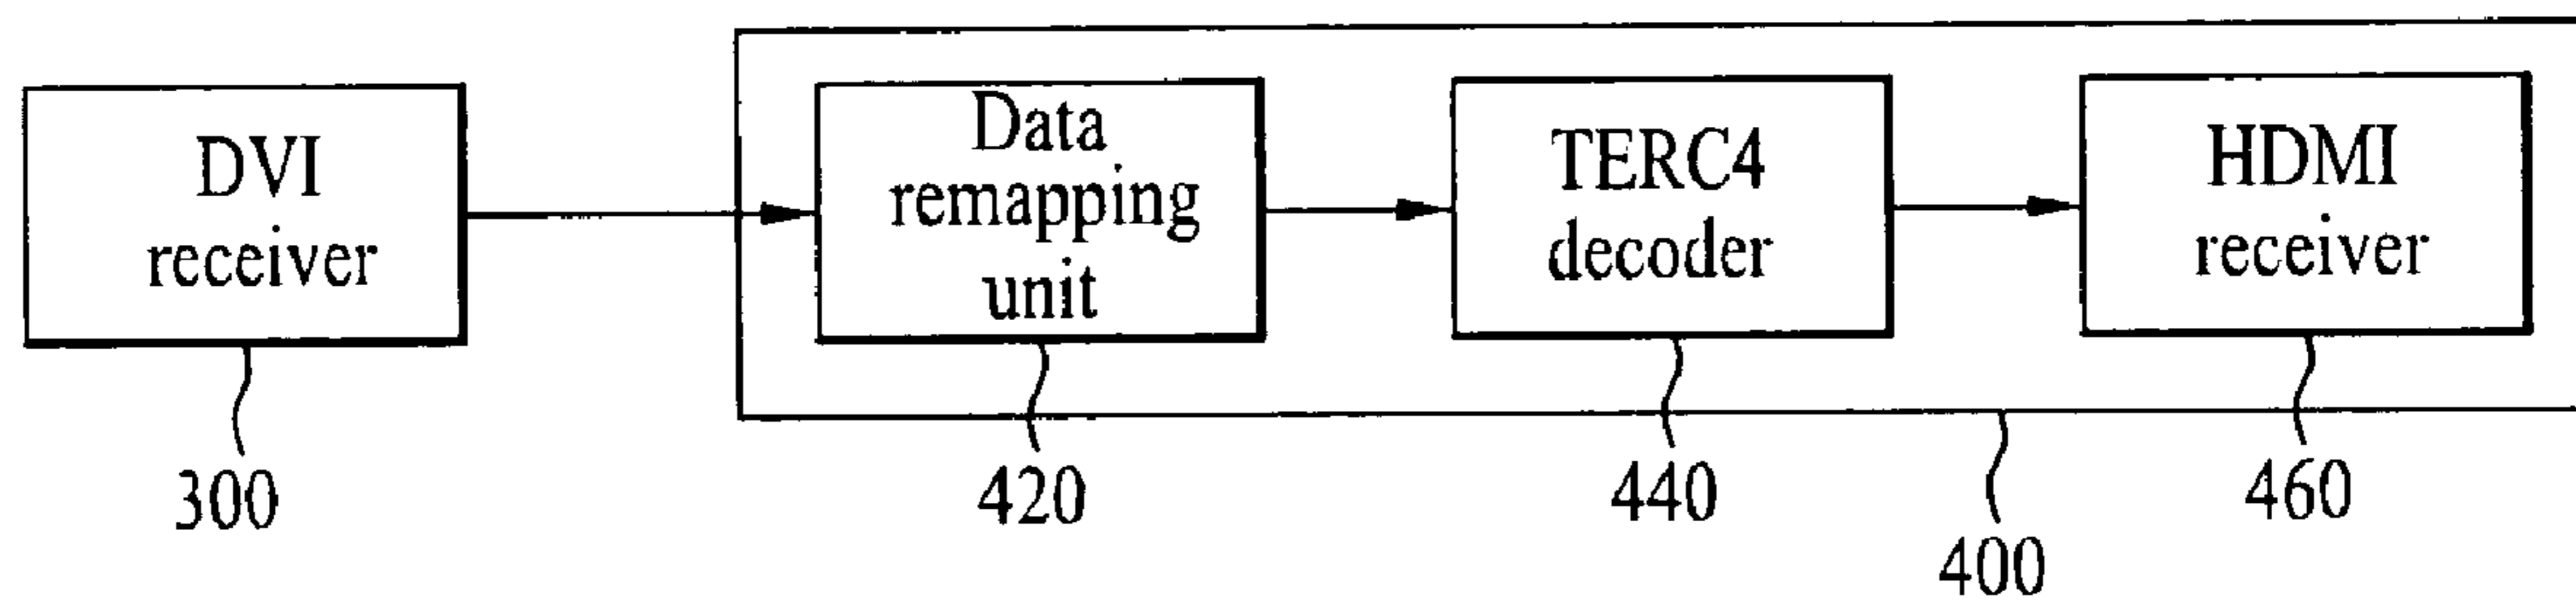 DVI
receiver
Data
remapping
unit
TERC4
decoder
HDMI
receiver
300
420
440
460
400